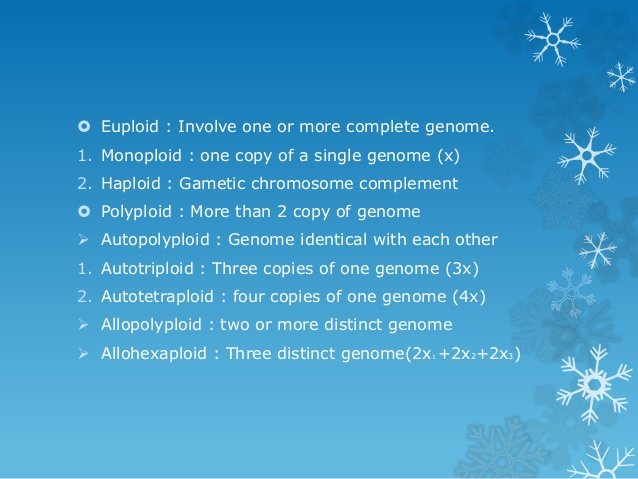 Euploid : Involve one or more complete genome.
1. Monoploid : one copy of a single genome (x)
2. Haploid : Gametic chromosome complement
Polyploid : More than 2 copy of genome
➢ Autopolyploid : Genome identical with each other
1. Autotriploid : Three copies of one genome (3x)
2. Autotetraploid : four copies of one genome (4x)
➢ Allopolyploid : two or more distinct genome
➢ Allohexaploid : Three distinct genome(2x₁+2x₂+2x₃)